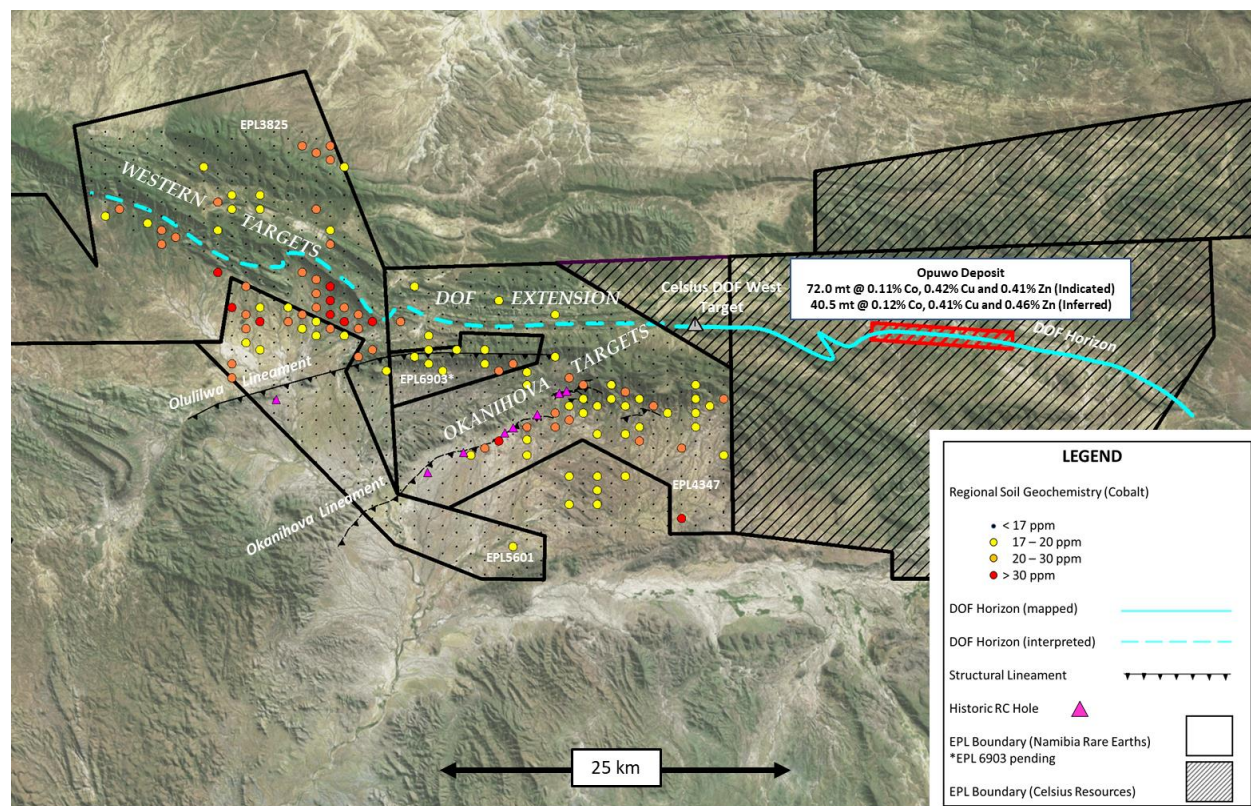 EPL3825
WESTERN TARGETS
DOF EXTENSION
Celsius DOF West
Target
Opuwo Deposit
72.0 mt @ 0.11% Co, 0.42% Cu and 0.41% Zn (Indicated)
40.5 mt @ 0.12% Co, 0.41% Cu and 0.46% Zn (Inferred)
DOF Horizon
Olulilwa Lineament
EPL6903*
OKANIHOVA TARGETS
Okanihova Lineament
EPL4347
EPL5601
25 km
LEGEND
Regional Soil Geochemistry (Cobalt)
< 17 ppm
17 – 20 ppm
20 – 30 ppm
> 30 ppm
DOF Horizon (mapped)
DOF Horizon (interpreted)
Structural Lineament
Historic RC Hole
EPL Boundary (Namibia Rare Earths)
*EPL 6903 pending
EPL Boundary (Celsius Resources)